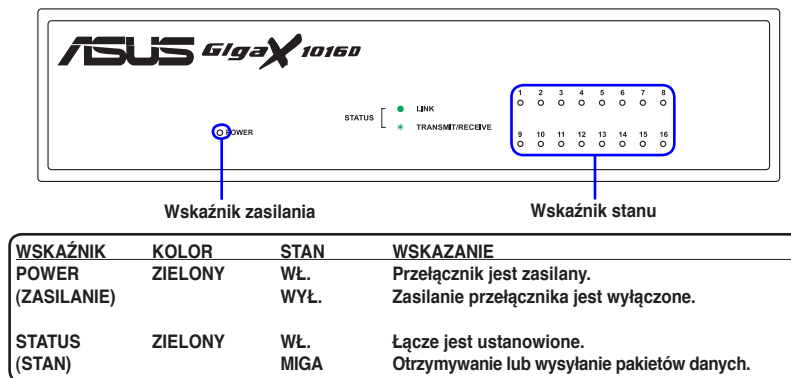 ASUS GigaX 1016D
1 2 3 4 5 6 7 8
LINK
STATUS
TRANSMIT/RECEIVE
POWER
9 10 11 12 13 14 15 16
Wskaźnik zasilania Wskaźnik stanu
WSKAŹNIK KOLOR STAN WSKAZANIE
POWER ZIELONY WŁ. Przełącznik jest zasilany.
(ZASILANIE) WYŁ. Zasilanie przełącznika jest wyłączone.
STATUS ZIELONY WŁ. Łącze jest ustanowione.
(STAN) MIGA Otrzymywanie lub wysyłanie pakietów danych.